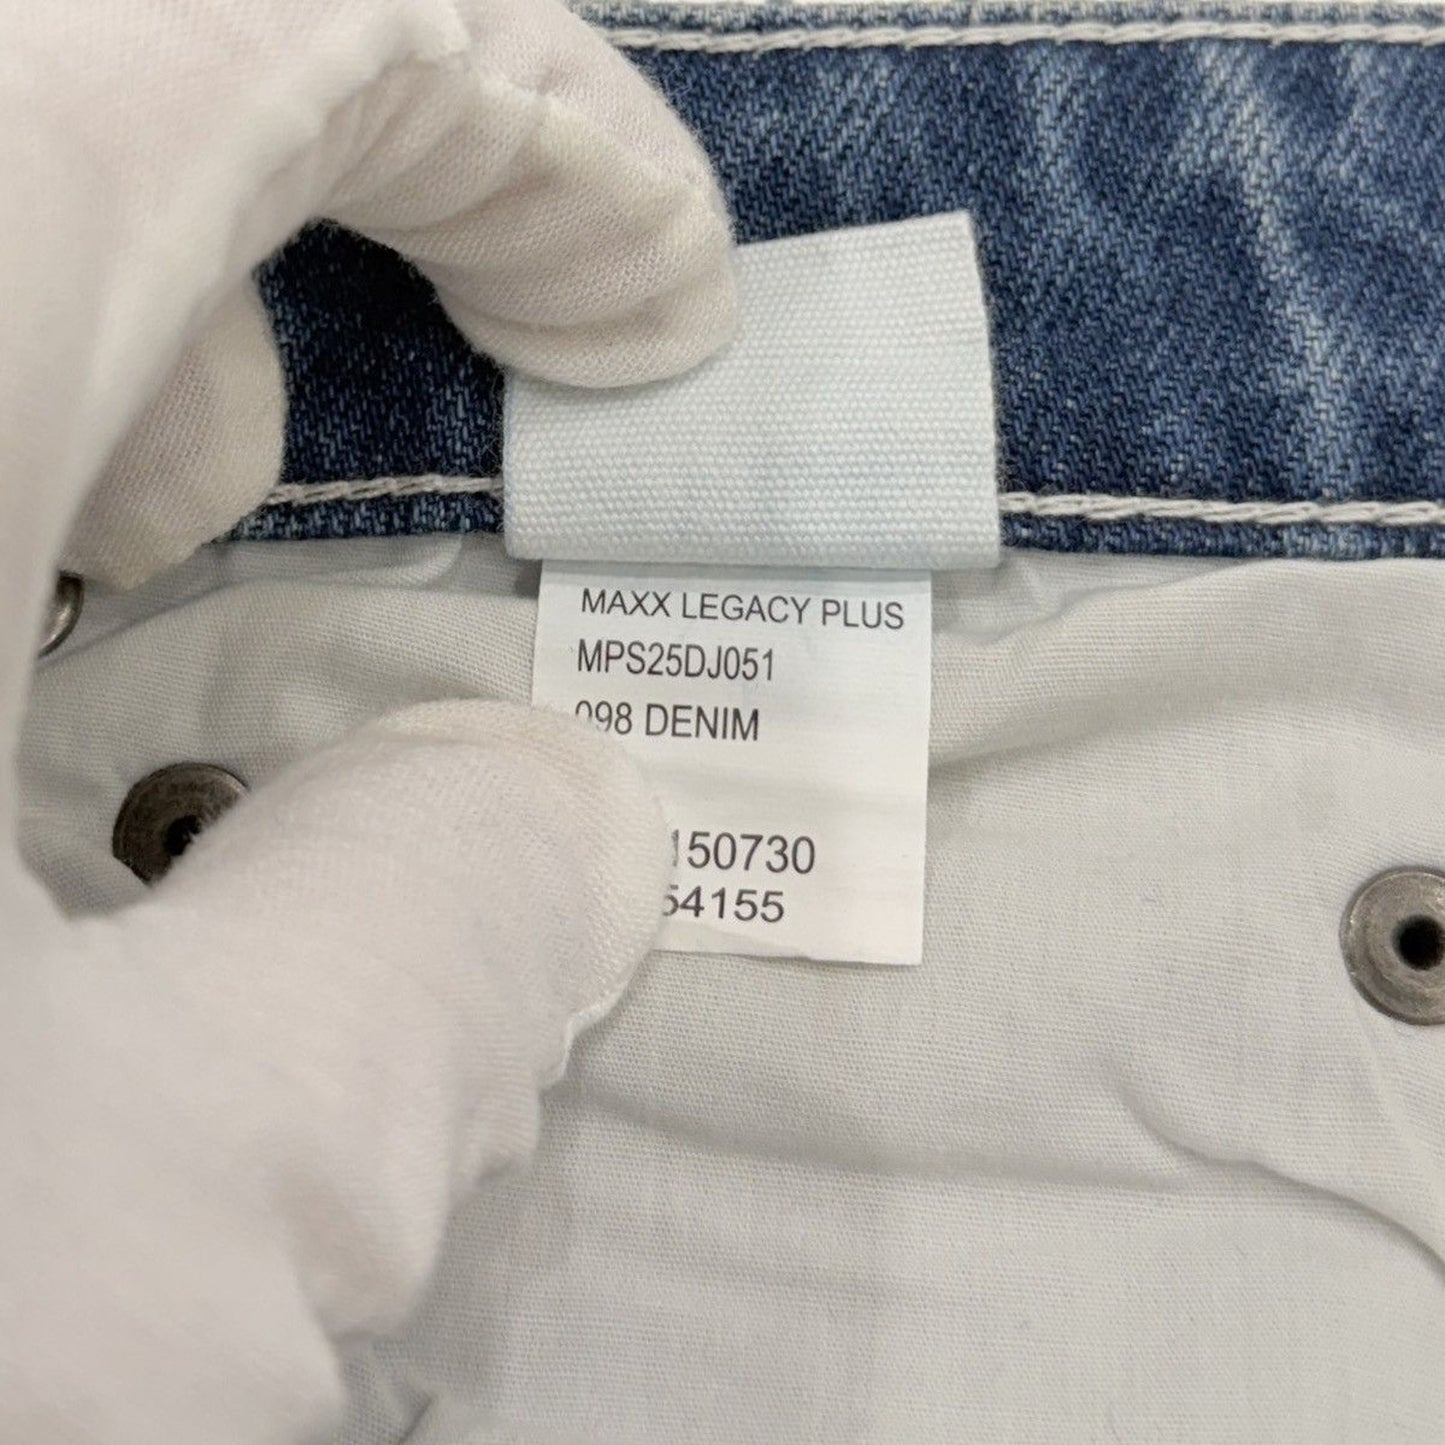 MAXX LEGACY PLUS
MPS25DJ051
098 DENIM
150730
54155